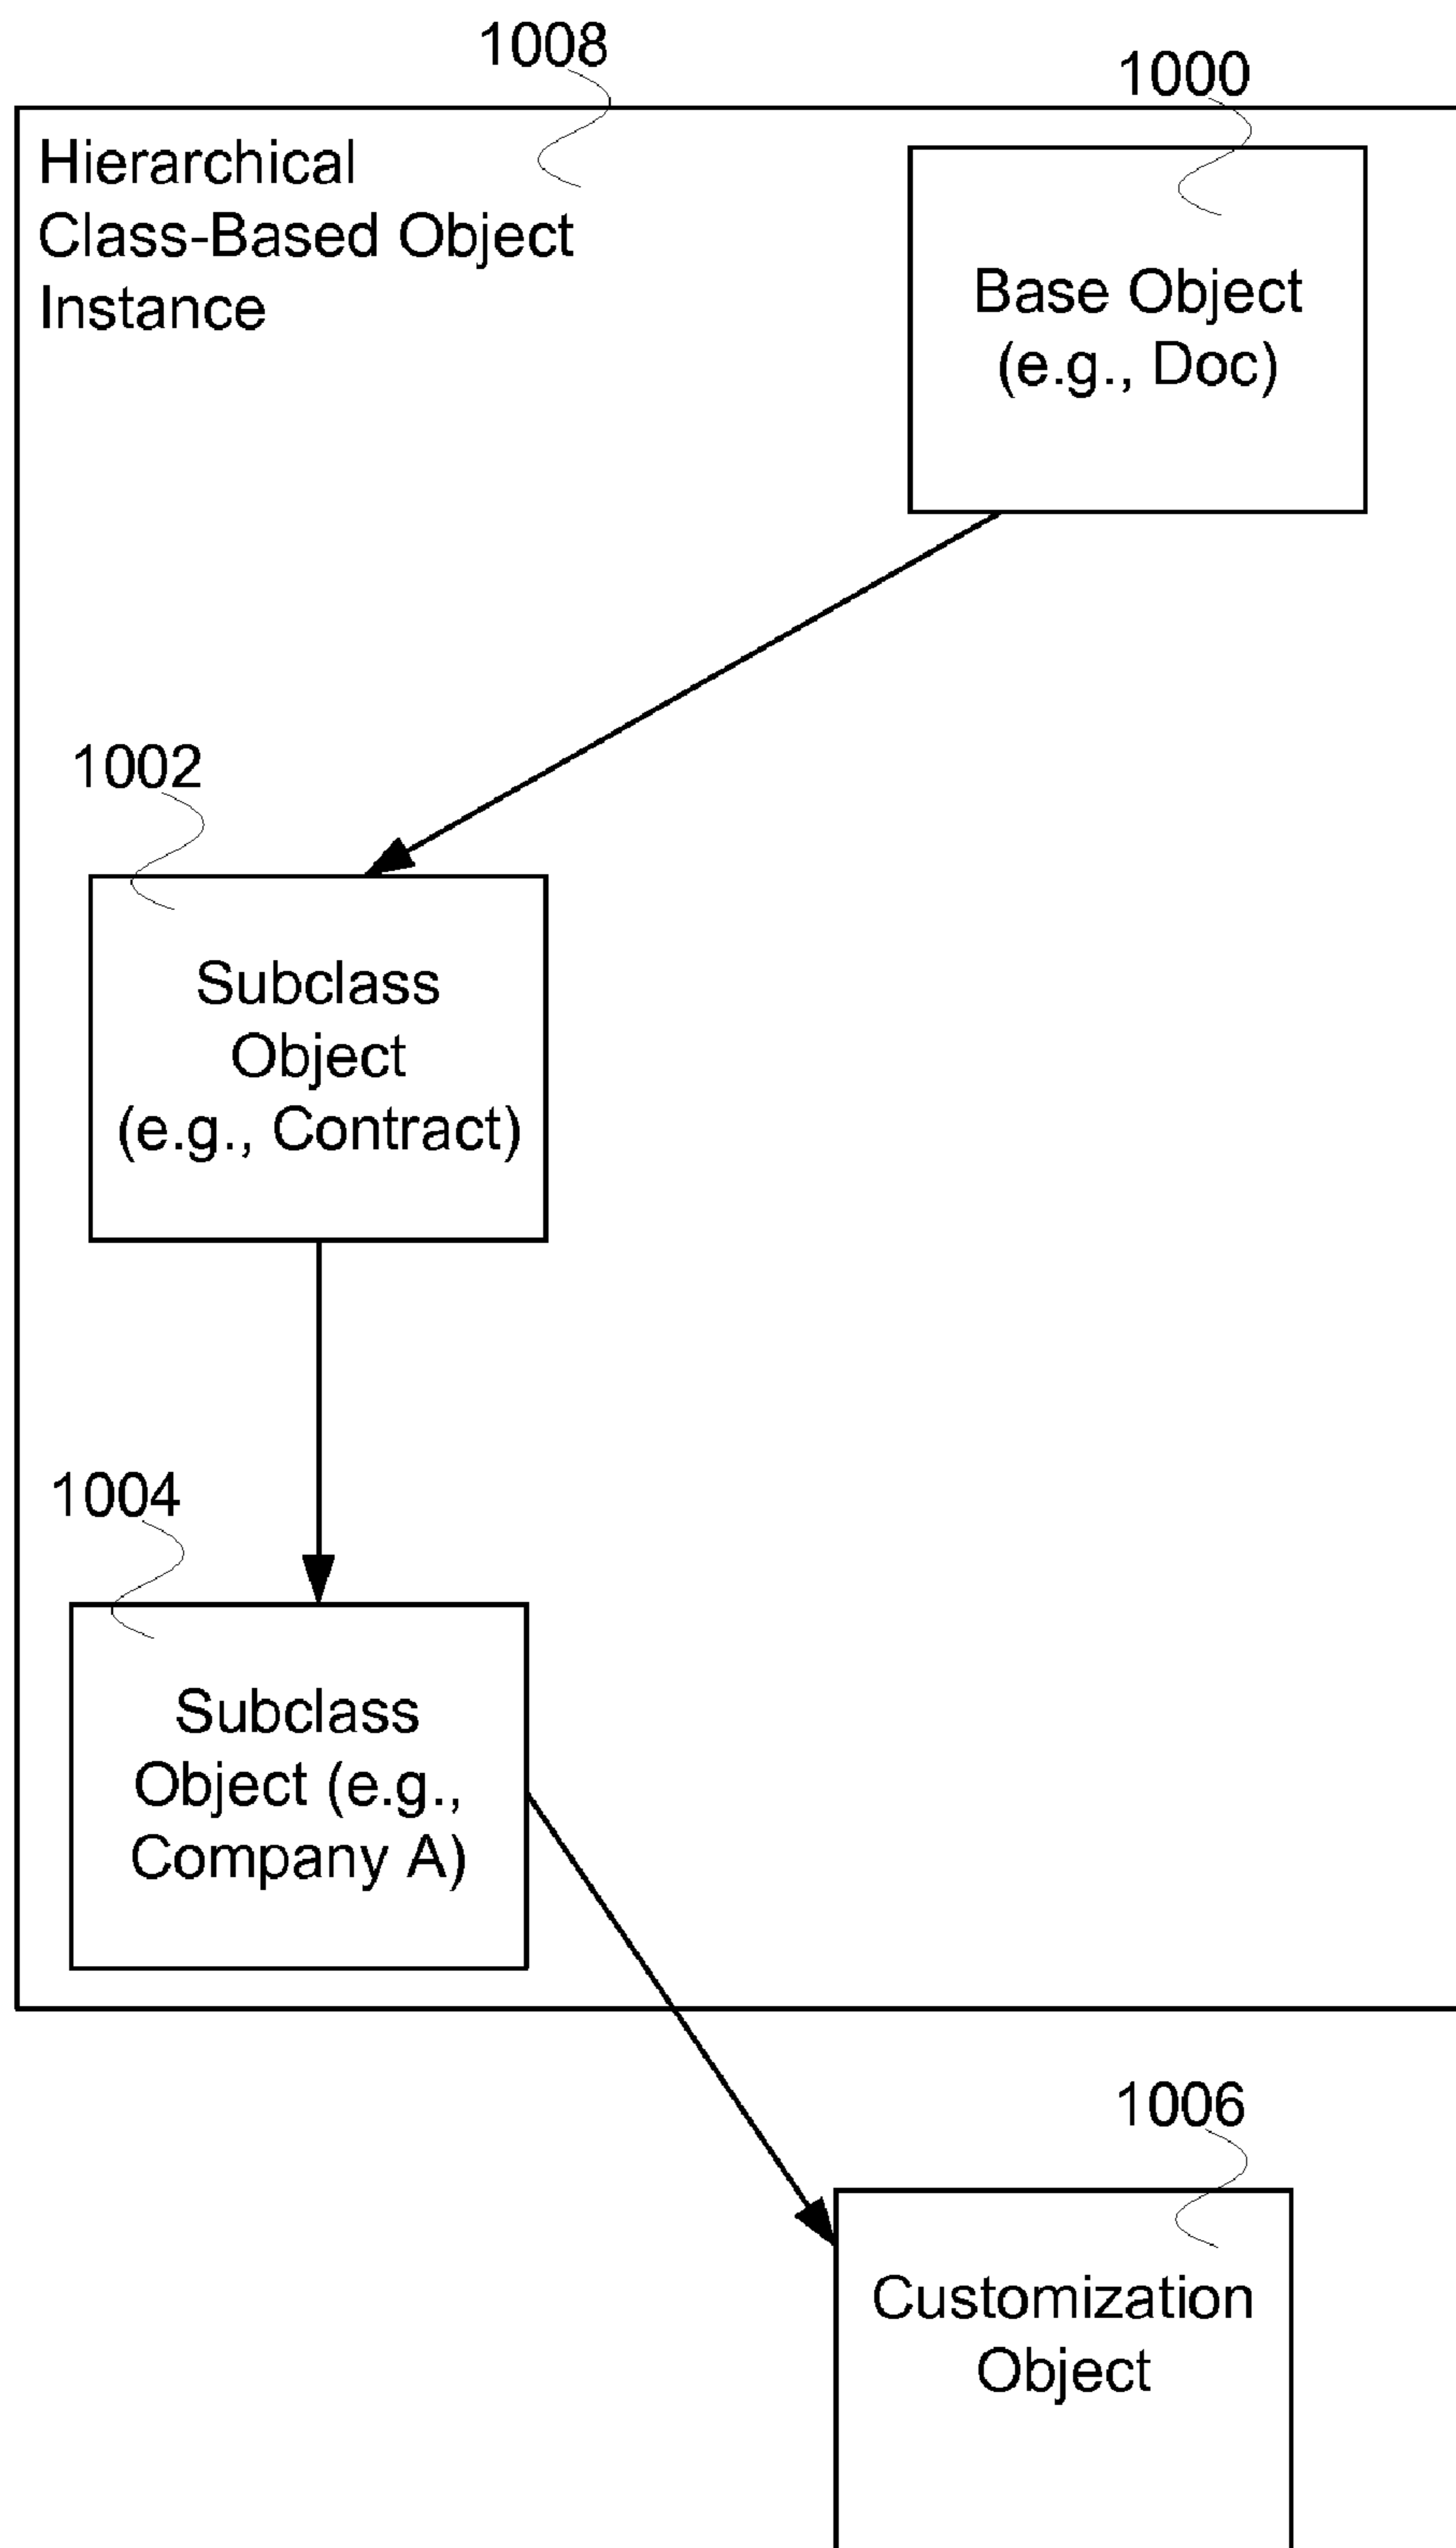 1008
1000
Hierarchical
Class-Based Object
Instance
Base Object
(e.g., Doc)
1002
Subclass
Object
(e.g., Contract)
1004
Subclass
Object (e.g.,
Company A)
1006
Customization
Object